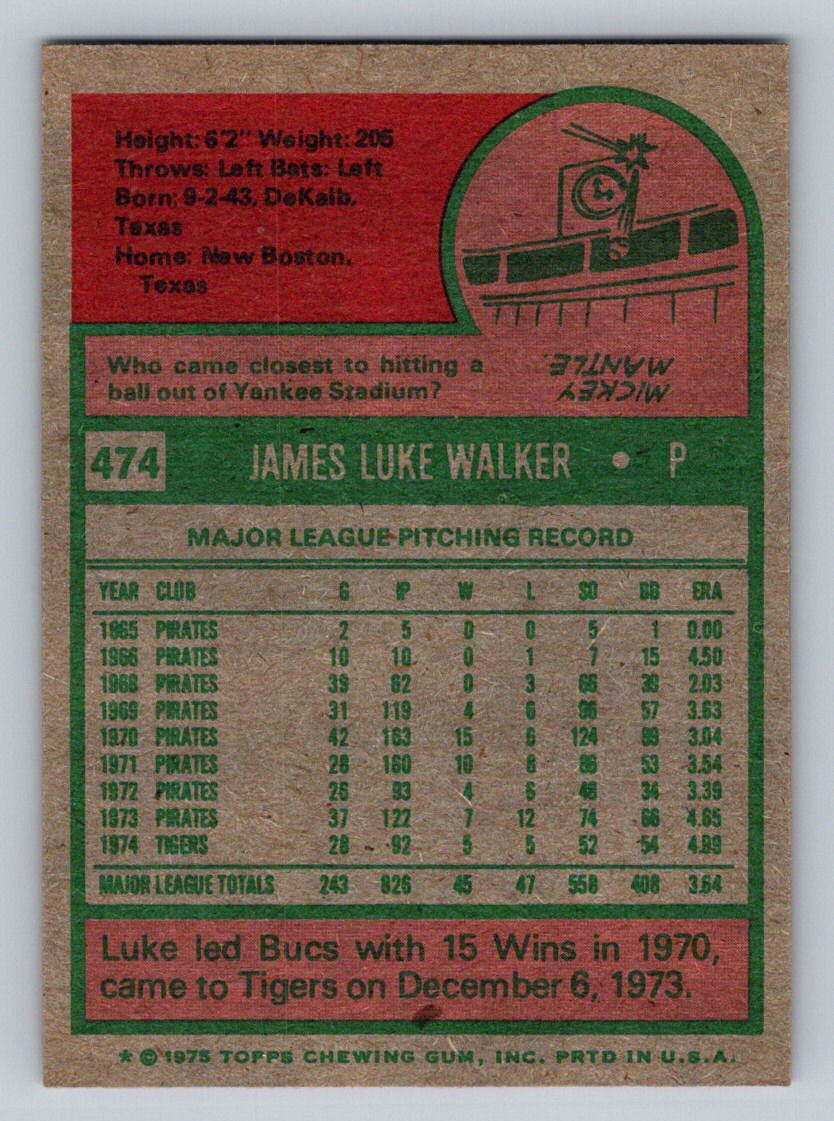 Height: 6'2" Weight: 205
Throws: Left Bats: Left
Born: 9-2-43, DeKalb,
Texas
Home: New Boston,
Texas
Who came closest to hitting a
ball out of Yankee Stadium?
MICKEY
MANTLE.
474 JAMES LUKE WALKER • P
MAJOR LEAGUE PITCHING RECORD
YEAR CLUB G IP W L SO BB ERA
1965 PIRATES 2 5 0 0 5 1 0.00
1966 PIRATES 10 10 0 1 7 15 4.50
1968 PIRATES 39 62 0 3 66 39 2.03
1969 PIRATES 31 119 4 6 96 57 3.63
1970 PIRATES 42 163 15 6 124 89 3.04
1971 PIRATES 28 160 10 8 86 53 3.54
1972 PIRATES 26 93 4 6 48 34 3.39
1973 PIRATES 37 122 7 12 74 66 4.65
1974 TIGERS 28 92 5 5 52 54 4.99
MAJOR LEAGUE TOTALS 243 826 45 47 558 408 3.64
Luke led Bucs with 15 Wins in 1970,
came to Tigers on December 6, 1973.
* © 1975 TOPPS CHEWING GUM, INC. PRTD IN U.S.A.